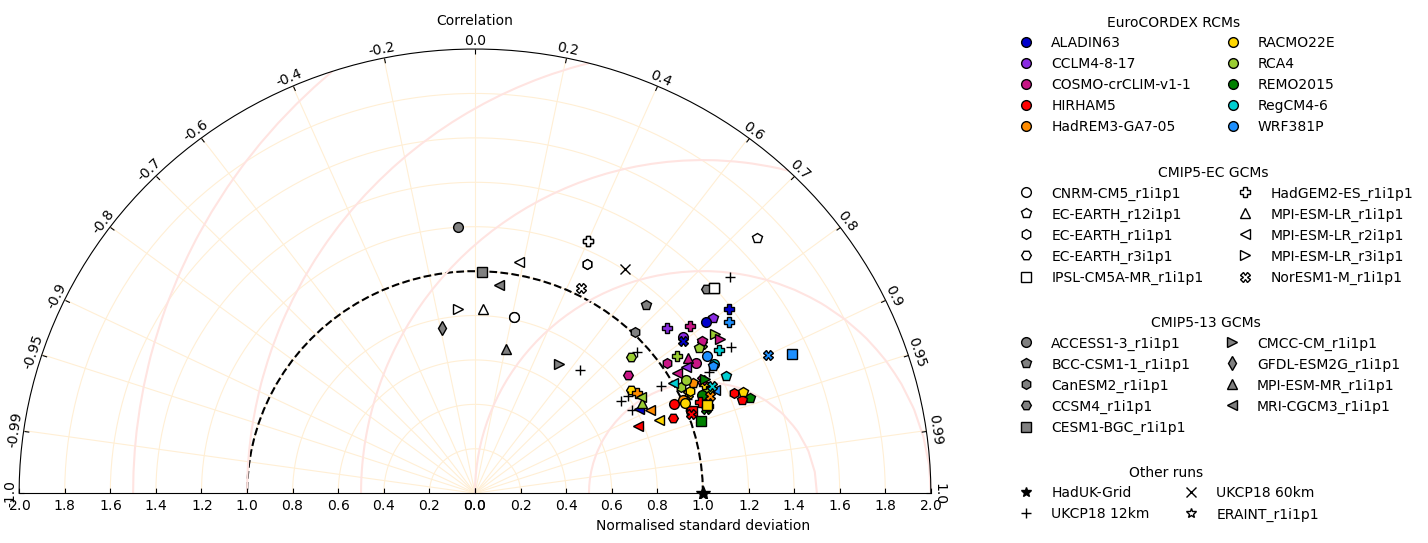 Correlation
0.0
-0.2
0.2
-0.4
0.4
-0.6
0.6
-0.7
0.7
-0.8
0.8
-0.9
0.9
-0.95
0.95
-0.99
0.99
-1.0
1.0
2.0 1.8 1.6 1.4 1.2 1.0 0.8 0.6 0.4 0.2 0.0 0.2 0.4 0.6 0.8 1.0 1.2 1.4 1.6 1.8 2.0
Normalised standard deviation
EuroCORDEX RCMs
ALADIN63
CCLM4-8-17
COSMO-crCLIM-v1-1
HIRHAM5
HadREM3-GA7-05
RACMO22E
RCA4
REMO2015
RegCM4-6
WRF381P
CMIP5-EC GCMs
CNRM-CM5_r1i1p1
EC-EARTH_r12i1p1
EC-EARTH_r1i1p1
EC-EARTH_r3i1p1
IPSL-CM5A-MR_r1i1p1
HadGEM2-ES_r1i1p1
MPI-ESM-LR_r1i1p1
MPI-ESM-LR_r2i1p1
MPI-ESM-LR_r3i1p1
NorESM1-M_r1i1p1
CMIP5-13 GCMs
ACCESS1-3_r1i1p1
BCC-CSM1-1_r1i1p1
CanESM2_r1i1p1
CCSM4_r1i1p1
CESM1-BGC_r1i1p1
CMCC-CM_r1i1p1
GFDL-ESM2G_r1i1p1
MPI-ESM-MR_r1i1p1
MRI-CGCM3_r1i1p1
Other runs
HadUK-Grid
UKCP18 12km
UKCP18 60km
ERAINT_r1i1p1